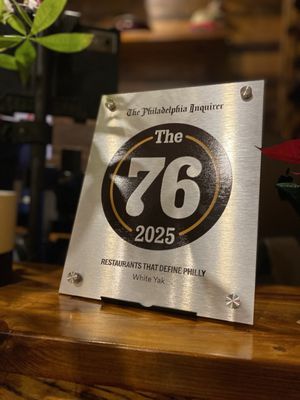 The Philadelphia Inquirer
The
76
2025
RESTAURANTS THAT DEFINE PHILLY
White Yak